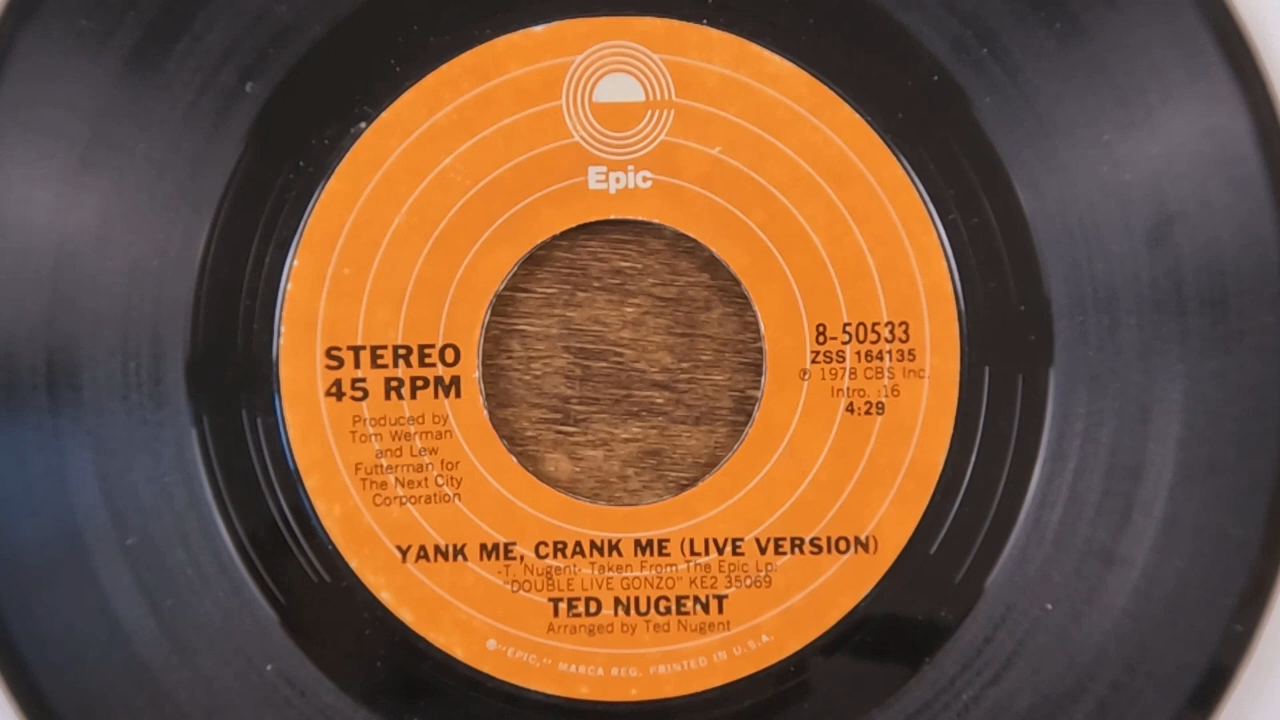 Epic
STEREO
45 RPM
Produced by
Tom Werman
and Lew
Futterman for
The Next City
Corporation
8-50533
ZSS 164135
℗ 1978 CBS Inc.
Intro. :16
4:29
YANK ME, CRANK ME (LIVE VERSION)
-T. Nugent- Taken From The Epic Lp:
"DOUBLE LIVE GONZO" KE2 35069
TED NUGENT
Arranged by Ted Nugent
®"EPIC," MARCA REG. PRINTED IN U.S.A.